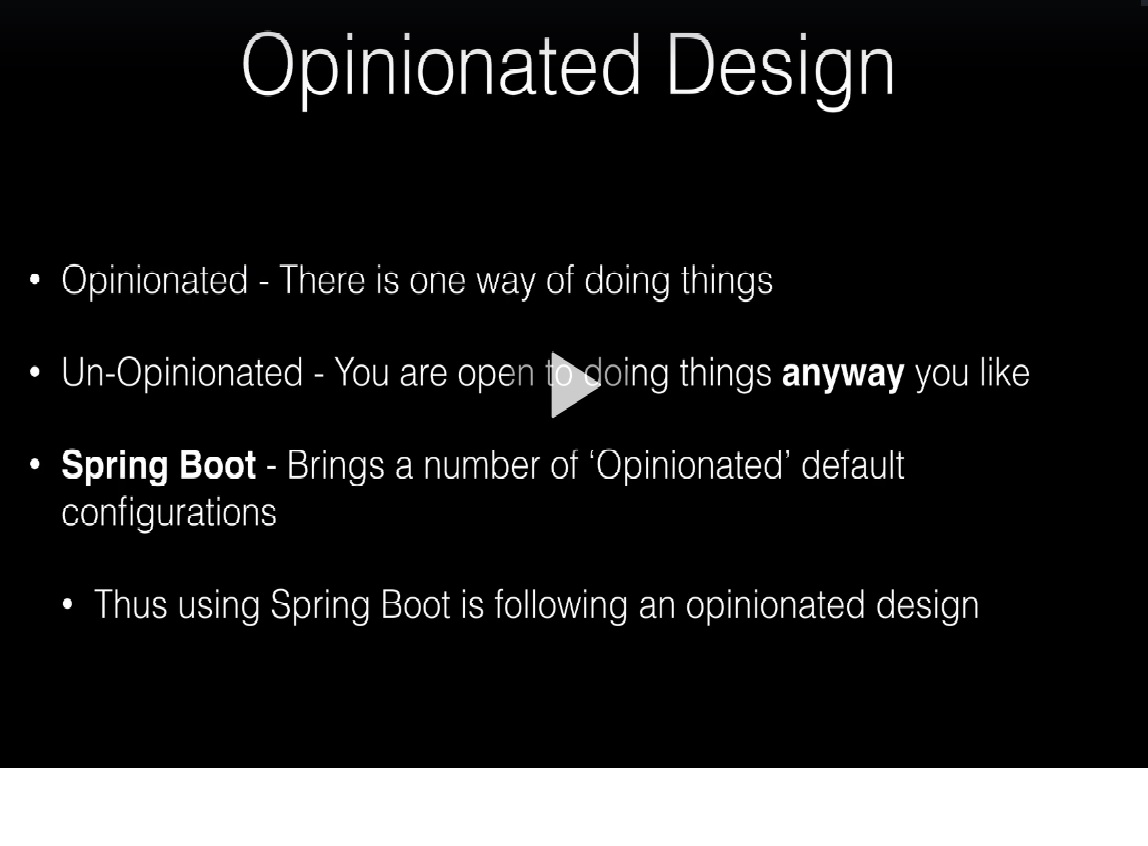 Opinionated Design
• Opinionated - There is one way of doing things
• Un-Opinionated - You are open to doing things anyway you like
• Spring Boot - Brings a number of ‘Opinionated’ default
configurations
• Thus using Spring Boot is following an opinionated design